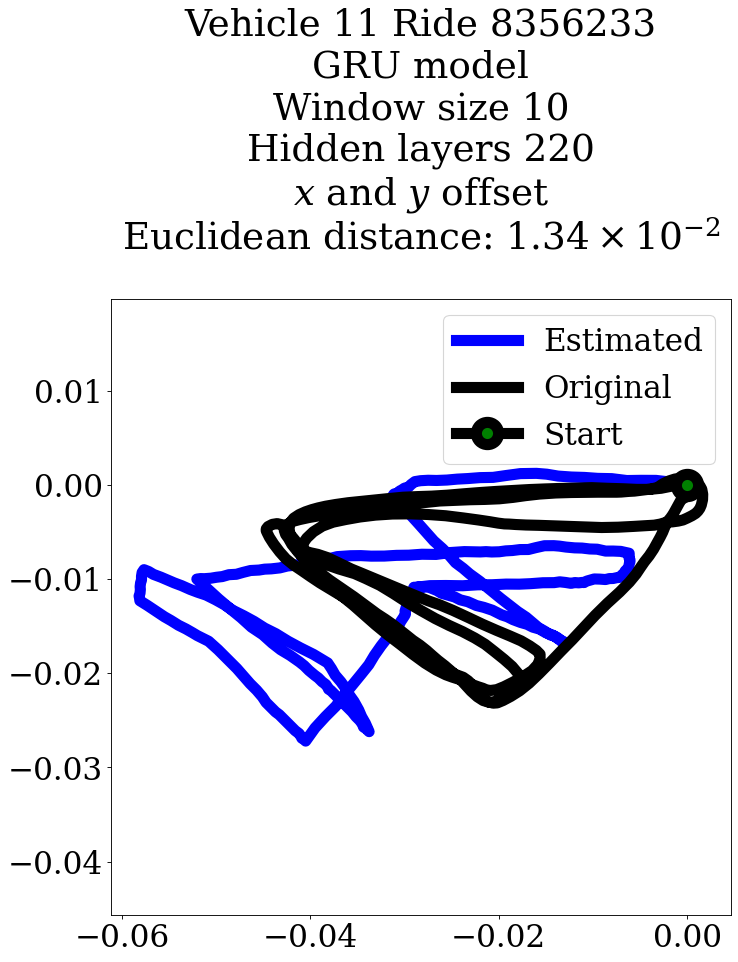 Vehicle 11 Ride 8356233
GRU model
Window size 10
Hidden layers 220
x and y offset
Euclidean distance: 1.34 × 10⁻²
Estimated
Original
Start
0.01
0.00
−0.01
−0.02
−0.03
−0.04
−0.06 −0.04 −0.02 0.00